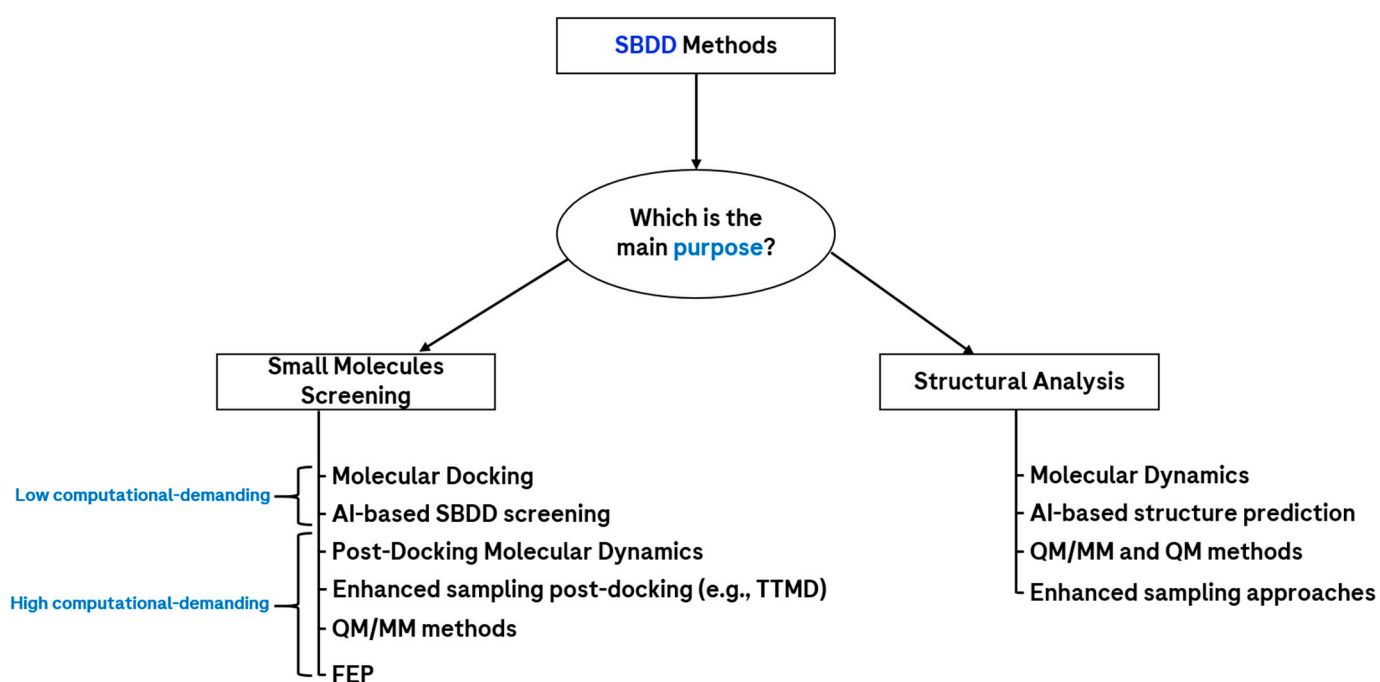 SBDD Methods
Which is the
main purpose?
Small Molecules
Screening
Structural Analysis
Low computational-demanding
High computational-demanding
Molecular Docking
AI-based SBDD screening
Post-Docking Molecular Dynamics
Enhanced sampling post-docking (e.g., TTMD)
QM/MM methods
FEP
Molecular Dynamics
AI-based structure prediction
QM/MM and QM methods
Enhanced sampling approaches